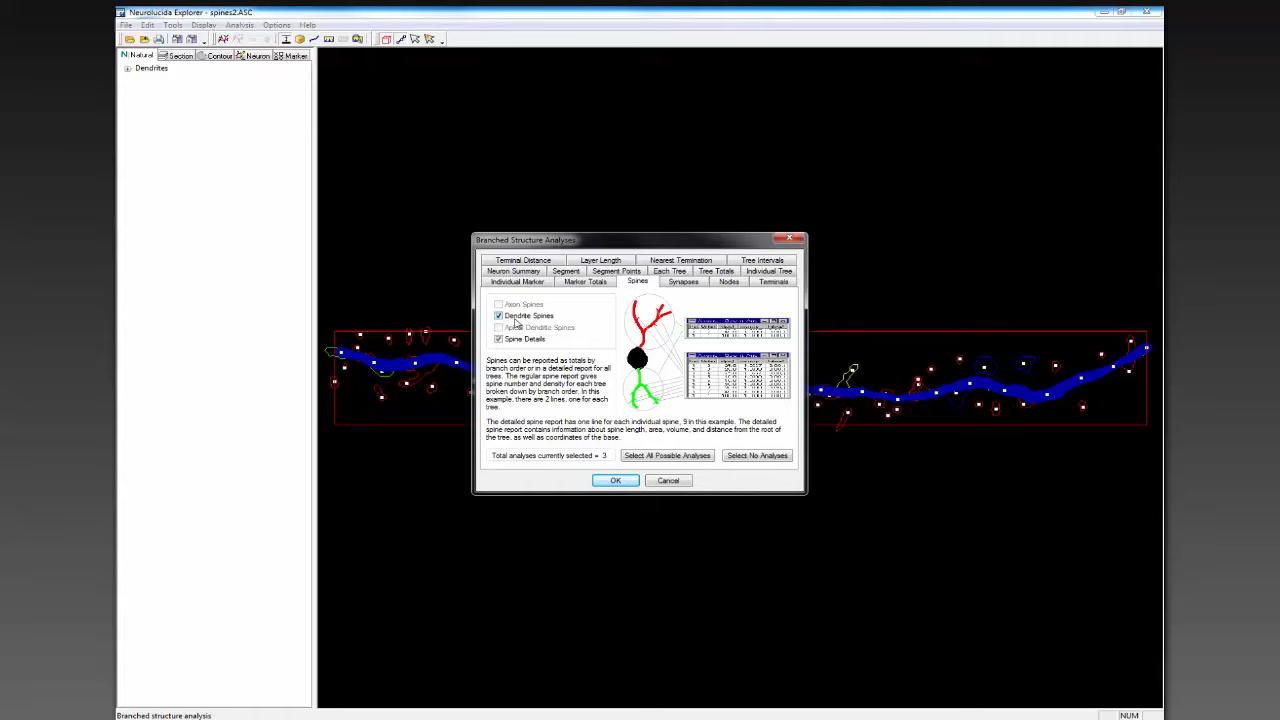 Neurolucida Explorer - spines2.ASC
File Edit Tools Display Analysis Options Help
Natural Section Contour Neuron Marker
Dendrites
Branched Structure Analyses
Terminal Distance Layer Length Nearest Termination Tree Intervals
Neuron Summary Segment Segment Points Each Tree Tree Totals Individual Tree
Individual Marker Marker Totals Spines Synapses Nodes Terminals
Axon Spines
Dendrite Spines
Dendrite Spines
Spine Details
Spines can be reported as totals by
branch order or in a detailed report for all
trees. The regular spine report gives
spine number and density for each tree
broken down by branch order. In this
example, there are 2 lines, one for each
tree.
The detailed spine report has one line for each individual spine, 9 in this example. The detailed
spine report contains information about spine length, area, volume, and distance from the root of
the tree, as well as coordinates of the base.
Total analyses currently selected = 3 Select All Possible Analyses Select No Analyses
OK Cancel
Branched structure analysis NUM